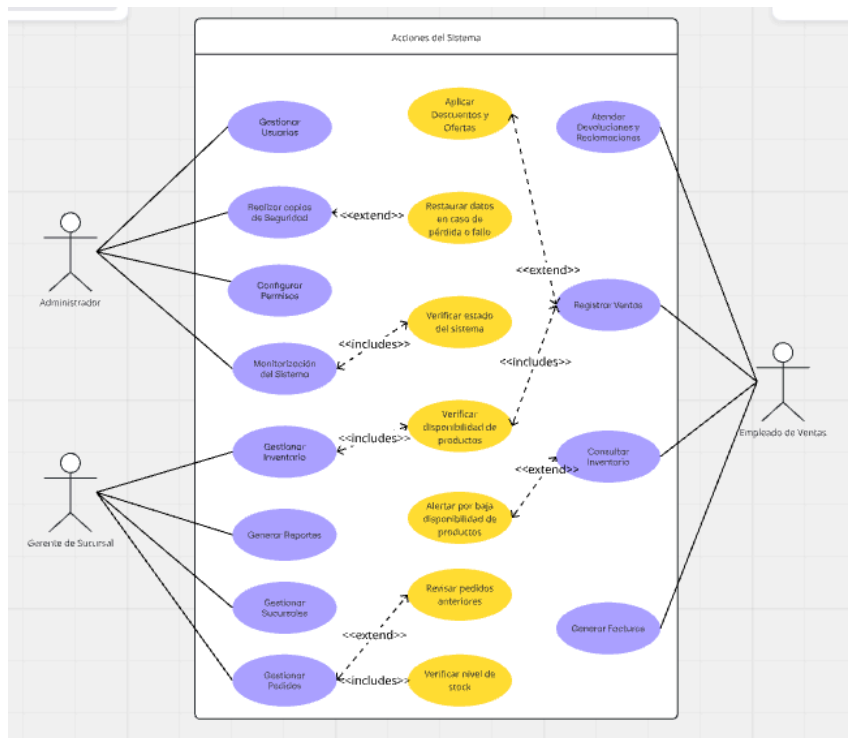 Acciones del Sistema
Gestionar
Usuarios
Aplicar
Descuentos y
Ofertas
Atender
Devoluciones y
Reclamaciones
Realizar copias
de Seguridad
<<extend>>
Restaurar datos
en caso de
pérdida o fallo
Administrador
Configurar
Permisos
<<extend>>
Registrar Ventas
Verificar estado
del sistema
<<includes>>
Monitorización
del Sistema
<<includes>>
Verificar
disponibilidad de
productos
<<includes>>
Gestionar
Inventario
Empleado de Ventas
Consultar
Inventario
<<extend>>
Alertar por baja
disponibilidad de
productos
Gerente de Sucursal
Generar Reportes
Revisar pedidos
anteriores
Gestionar
Sucursales
<<extend>>
Generar Facturas
Gestionar
Pedidos
<<includes>>
Verificar nivel de
stock